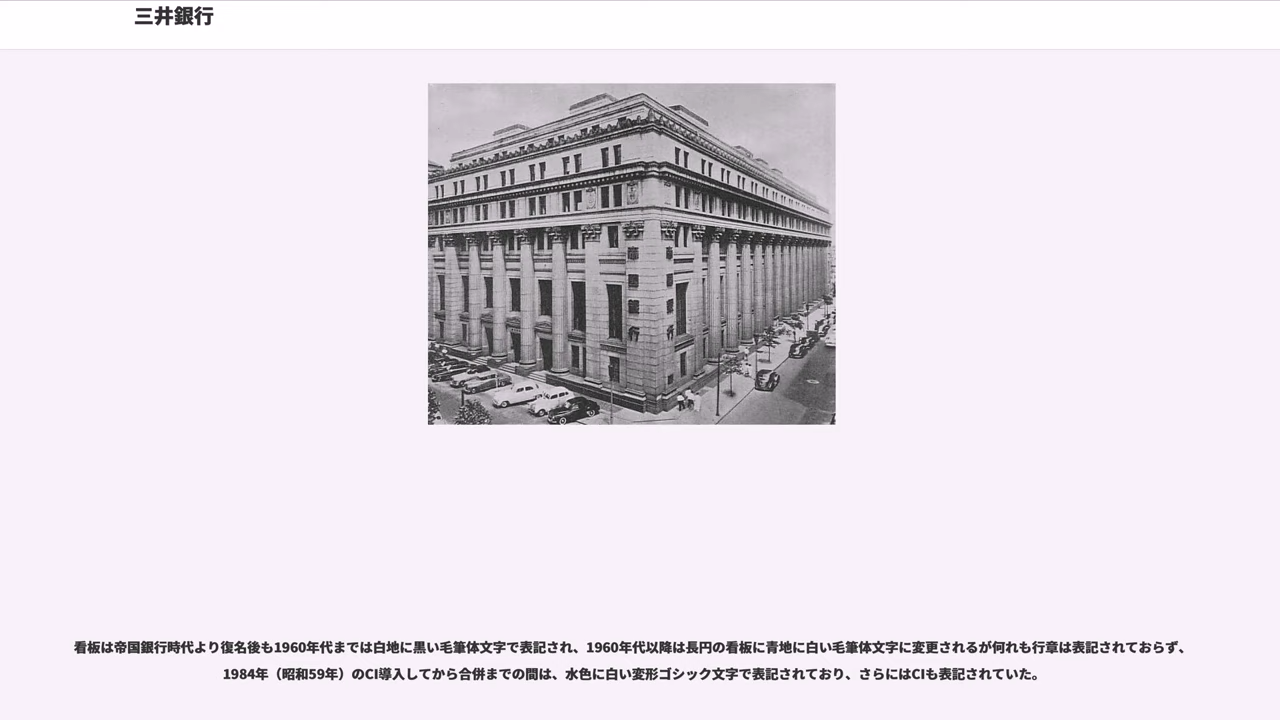 三井銀行
看板は帝国銀行時代より復名後も1960年代までは白地に黒い毛筆体文字で表記され、1960年代以降は長円の看板に青地に白い毛筆体文字に変更されるが何れも行章は表記されておらず、
1984年（昭和59年）のCI導入してから合併までの間は、水色に白い変形ゴシック文字で表記されており、さらにはCIも表記されていた。